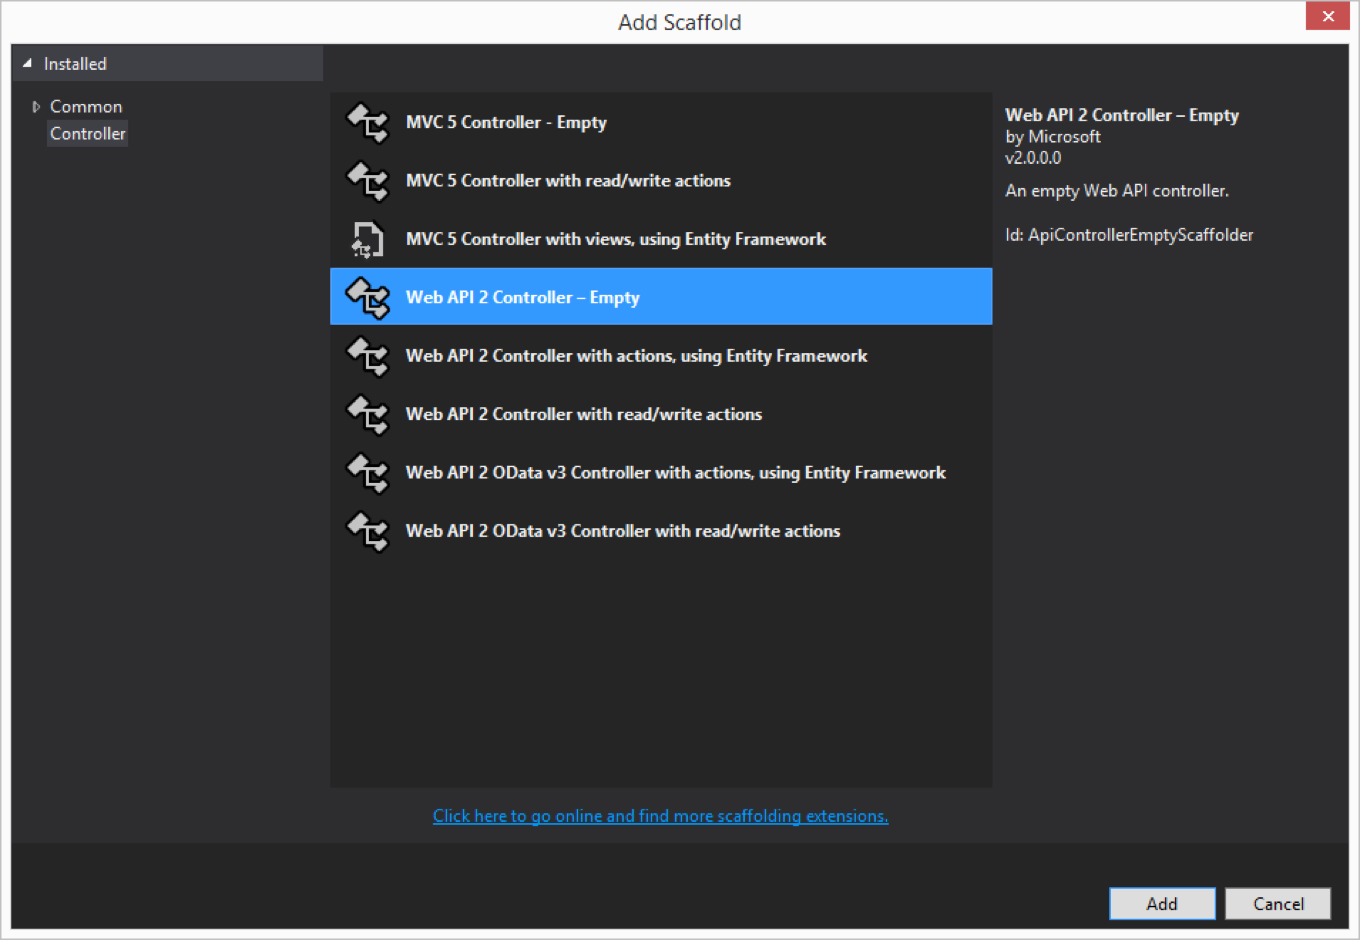 Add Scaffold
Installed
Common
Controller
MVC 5 Controller - Empty
MVC 5 Controller with read/write actions
MVC 5 Controller with views, using Entity Framework
Web API 2 Controller – Empty
Web API 2 Controller with actions, using Entity Framework
Web API 2 Controller with read/write actions
Web API 2 OData v3 Controller with actions, using Entity Framework
Web API 2 OData v3 Controller with read/write actions
Web API 2 Controller – Empty
by Microsoft
v2.0.0.0
An empty Web API controller.
Id: ApiControllerEmptyScaffolder
Click here to go online and find more scaffolding extensions.
Add
Cancel